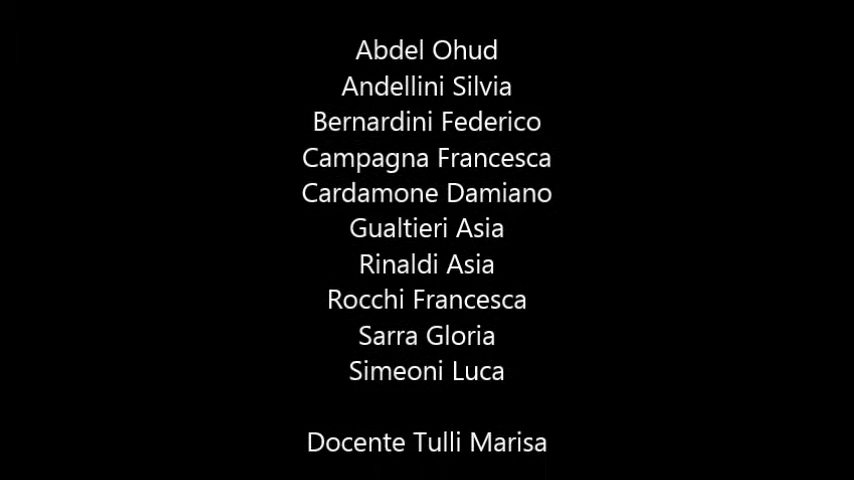 Abdel Ohud
Andellini Silvia
Bernardini Federico
Campagna Francesca
Cardamone Damiano
Gualtieri Asia
Rinaldi Asia
Rocchi Francesca
Sarra Gloria
Simeoni Luca
Docente Tulli Marisa